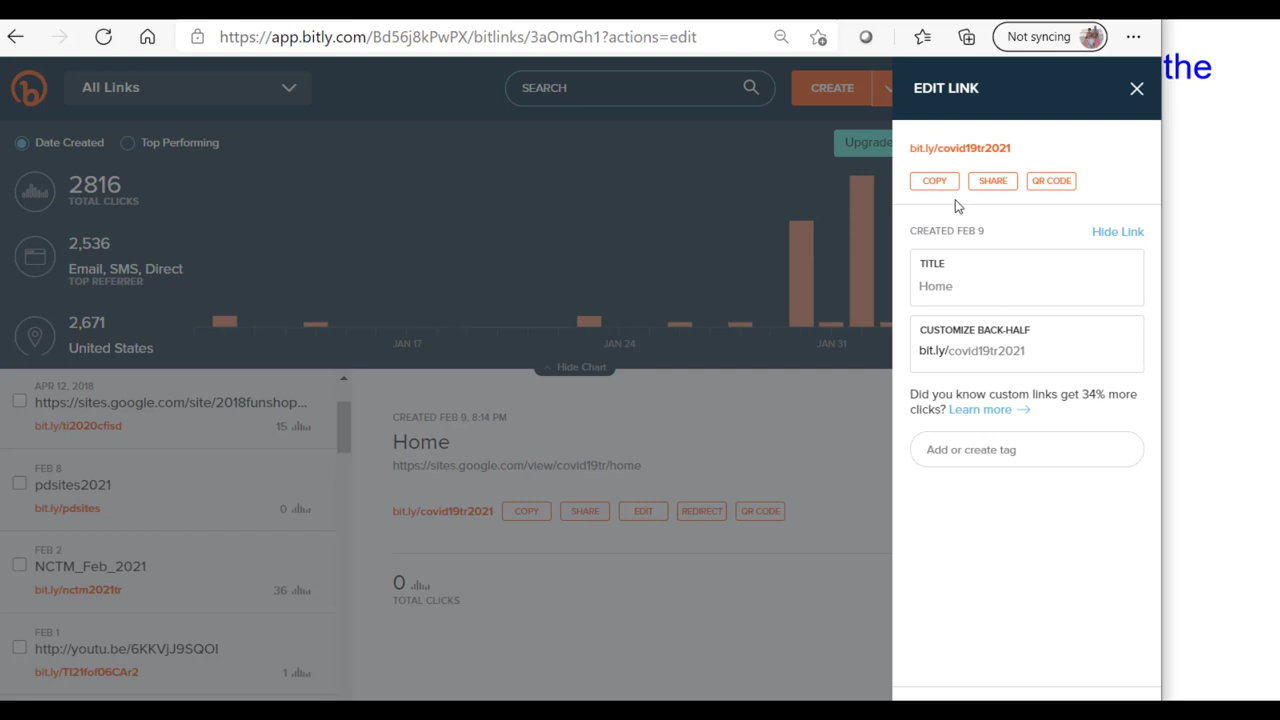 https://app.bitly.com/Bd56j8kPwPX/bitlinks/3aOmGh1?actions=edit
Not syncing
the
All Links
SEARCH
CREATE
EDIT LINK
Date Created
Top Performing
Upgrade
bit.ly/covid19tr2021
COPY
SHARE
QR CODE
2816
TOTAL CLICKS
2,536
Email, SMS, Direct
TOP REFERRER
2,671
United States
JAN 17
JAN 24
JAN 31
Hide Chart
CREATED FEB 9
Hide Link
TITLE
Home
CUSTOMIZE BACK-HALF
bit.ly/covid19tr2021
Did you know custom links get 34% more
clicks? Learn more →
Add or create tag
APR 12, 2018
https://sites.google.com/site/2018funshop...
bit.ly/ti2020cfisd
15
FEB 8
pdsites2021
bit.ly/pdsites
0
FEB 2
NCTM_Feb_2021
bit.ly/nctm2021tr
36
FEB 1
http://youtu.be/6KKVjJ9SQOI
bit.ly/TI21fof06CAr2
1
CREATED FEB 9, 8:14 PM
Home
https://sites.google.com/view/covid19tr/home
bit.ly/covid19tr2021
COPY
SHARE
EDIT
REDIRECT
QR CODE
0
TOTAL CLICKS